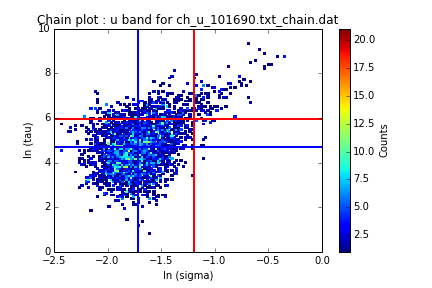 Chain plot : u band for ch_u_101690.txt_chain.dat
10
8
6
4
2
0
ln (tau)
−2.5 −2.0 −1.5 −1.0 −0.5 0.0
ln (sigma)
20.0
17.5
15.0
12.5
10.0
7.5
5.0
2.5
Counts